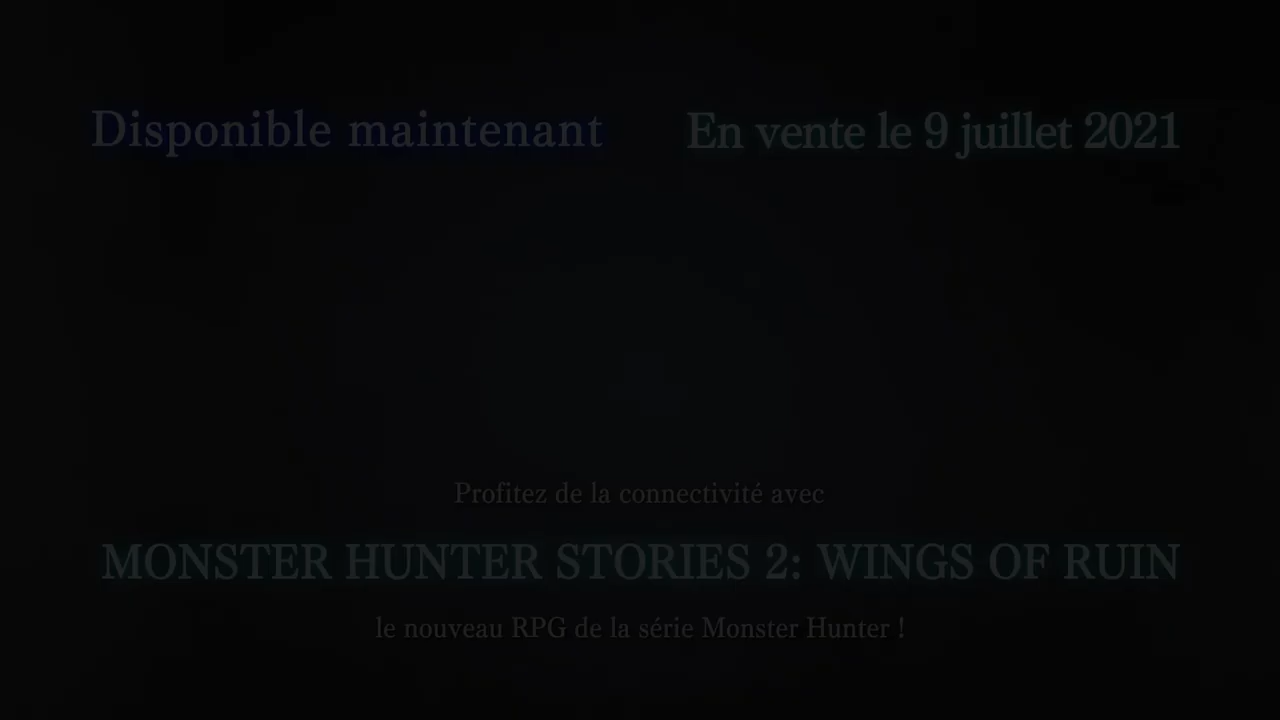 Disponible maintenant
En vente le 9 juillet 2021
Profitez de la connectivité avec
MONSTER HUNTER STORIES 2: WINGS OF RUIN
le nouveau RPG de la série Monster Hunter !